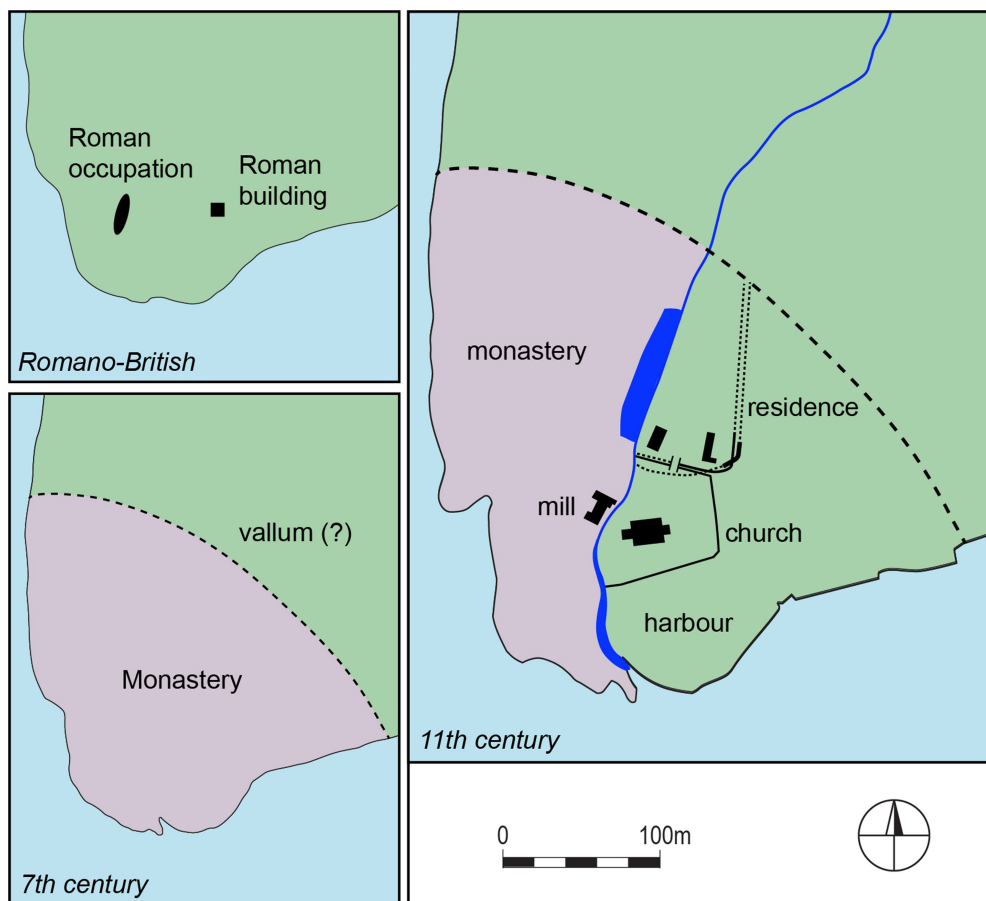 Roman
occupation
Roman
building
Romano-British
vallum (?)
Monastery
7th century
monastery
residence
mill
church
harbour
11th century
0
100m